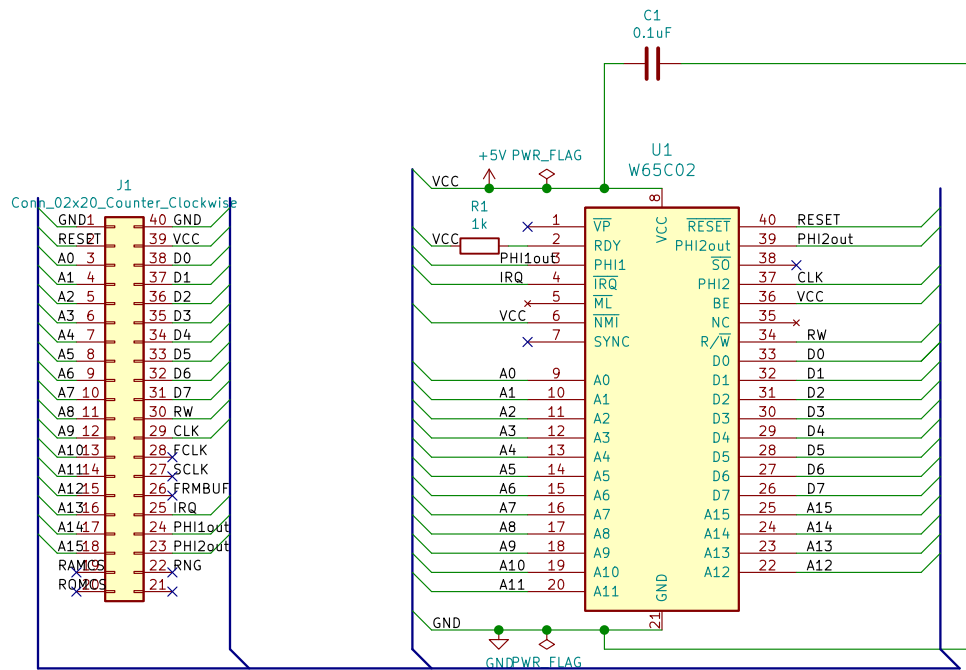 C1
0.1uF
J1
Conn_02x20_Counter_Clockwise
GND 1 40 GND
RESET 2 39 VCC
A0 3 38 D0
A1 4 37 D1
A2 5 36 D2
A3 6 35 D3
A4 7 34 D4
A5 8 33 D5
A6 9 32 D6
A7 10 31 D7
A8 11 30 RW
A9 12 29 CLK
A10 13 28 FCLK
A11 14 27 SCLK
A12 15 26 FRMBUF
A13 16 25 IRQ
A14 17 24 PHI1out
A15 18 23 PHI2out
RAMCS 19 22 RNG
ROMCS 20 21
U1
W65C02
+5V PWR_FLAG
VCC
R1
1k
8
VCC
1 VP RESET 40 RESET
VCC 2 RDY PHI2out 39 PHI2out
PHI1out 3 PHI1 SO 38
IRQ 4 IRQ PHI2 37 CLK
5 ML BE 36 VCC
VCC 6 NMI NC 35
7 SYNC R/W 34 RW
D0 33 D0
A0 9 A0 D1 32 D1
A1 10 A1 D2 31 D2
A2 11 A2 D3 30 D3
A3 12 A3 D4 29 D4
A4 13 A4 D5 28 D5
A5 14 A5 D6 27 D6
A6 15 A6 D7 26 D7
A7 16 A7 A15 25 A15
A8 17 A8 A14 24 A14
A9 18 A9 A13 23 A13
A10 19 A10 A12 22 A12
A11 20 A11
GND
21
GND
GND PWR_FLAG